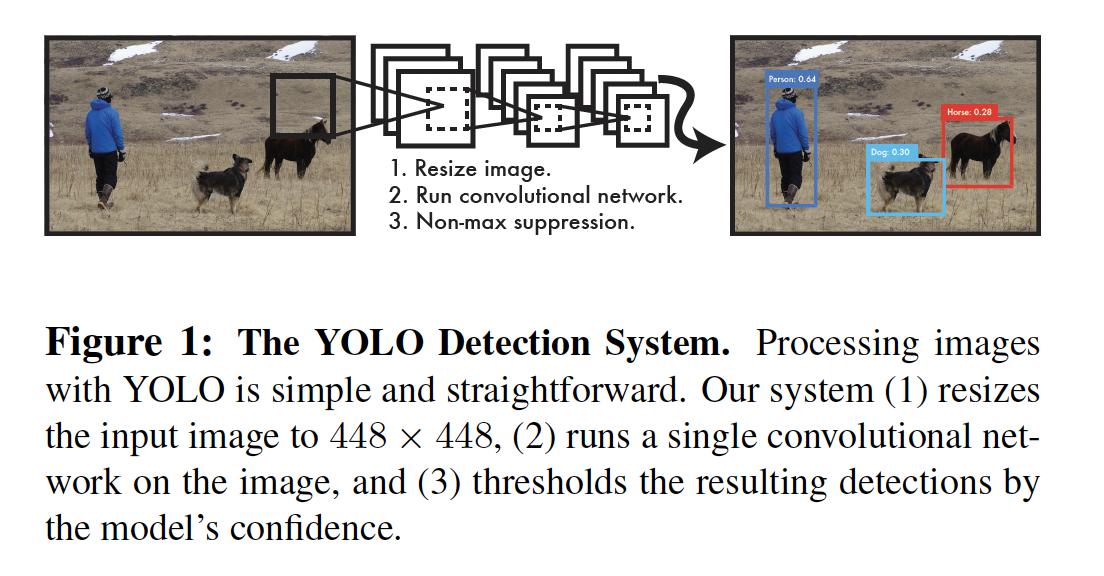 Person: 0.64
Horse: 0.28
Dog: 0.30
1. Resize image.
2. Run convolutional network.
3. Non-max suppression.
Figure 1: The YOLO Detection System. Processing images
with YOLO is simple and straightforward. Our system (1) resizes
the input image to 448 × 448, (2) runs a single convolutional net-
work on the image, and (3) thresholds the resulting detections by
the model's confidence.